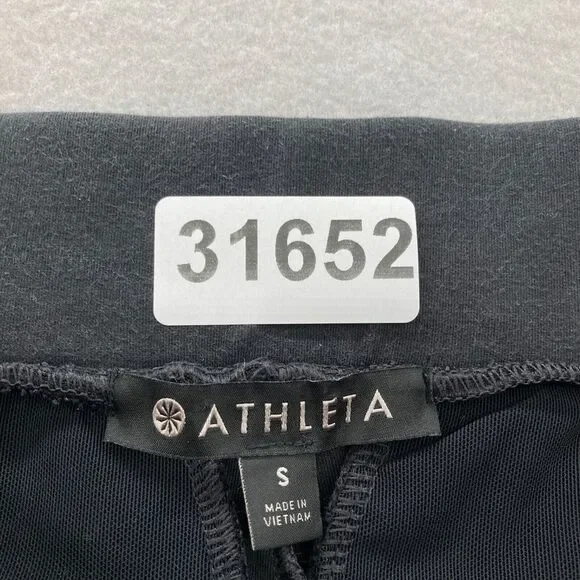 31652
ATHLETA
S
MADE IN
VIETNAM